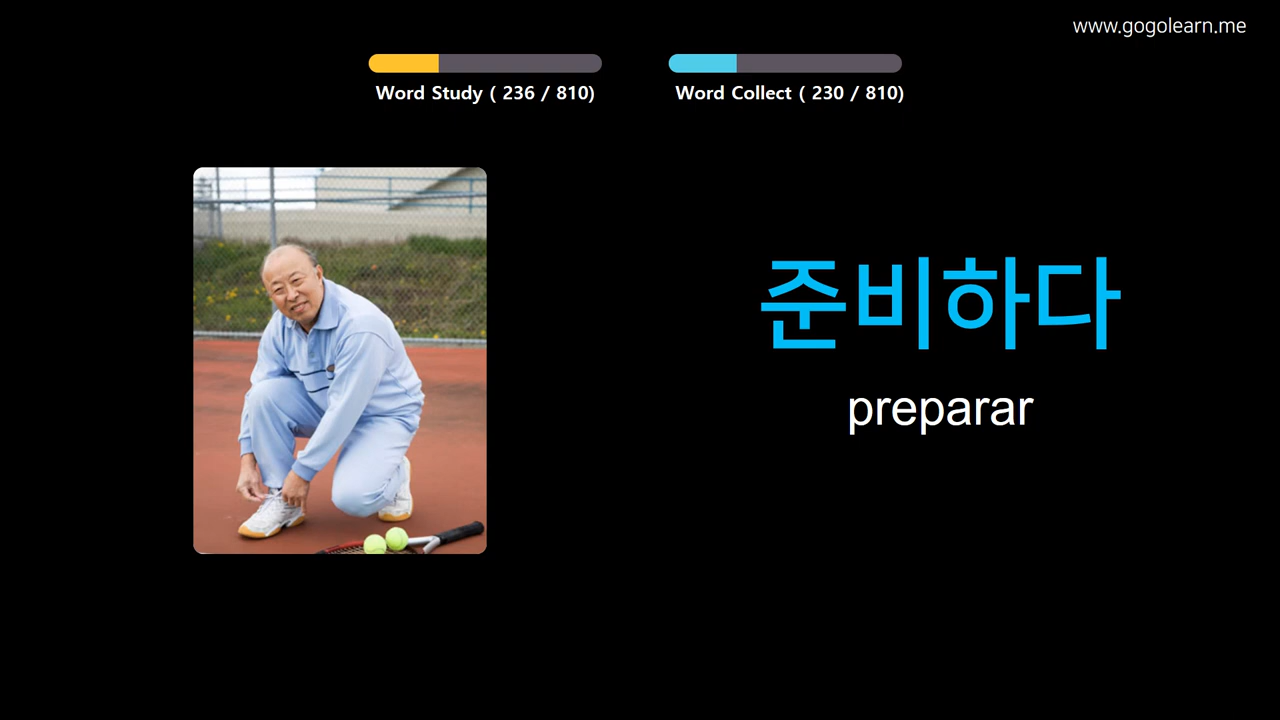 www.gogolearn.me
Word Study ( 236 / 810)
Word Collect ( 230 / 810)
준비하다
preparar